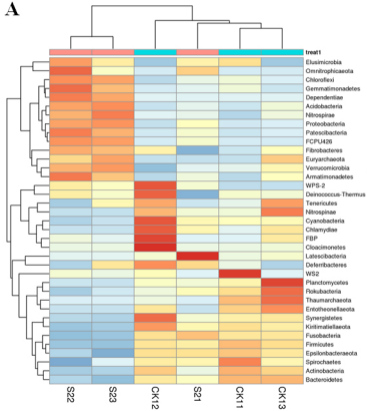 A
treat1
Elusimicrobia
Omnitrophicaeota
Chloroflexi
Gemmatimonadetes
Dependentiae
Acidobacteria
Nitrospirae
Proteobacteria
Patescibacteria
FCPU426
Fibrobacteres
Euryarchaeota
Verrucomicrobia
Armatimonadetes
WPS-2
Deinococcus-Thermus
Tenericutes
Nitrospinae
Cyanobacteria
Chlamydiae
FBP
Cloacimonetes
Latescibacteria
Deferribacteres
WS2
Planctomycetes
Rokubacteria
Thaumarchaeota
Entotheonellaeota
Synergistetes
Kiritimatiellaeota
Fusobacteria
Firmicutes
Epsilonbacteraeota
Spirochaetes
Actinobacteria
Bacteroidetes
S22 S23 CK12 S21 CK11 CK13